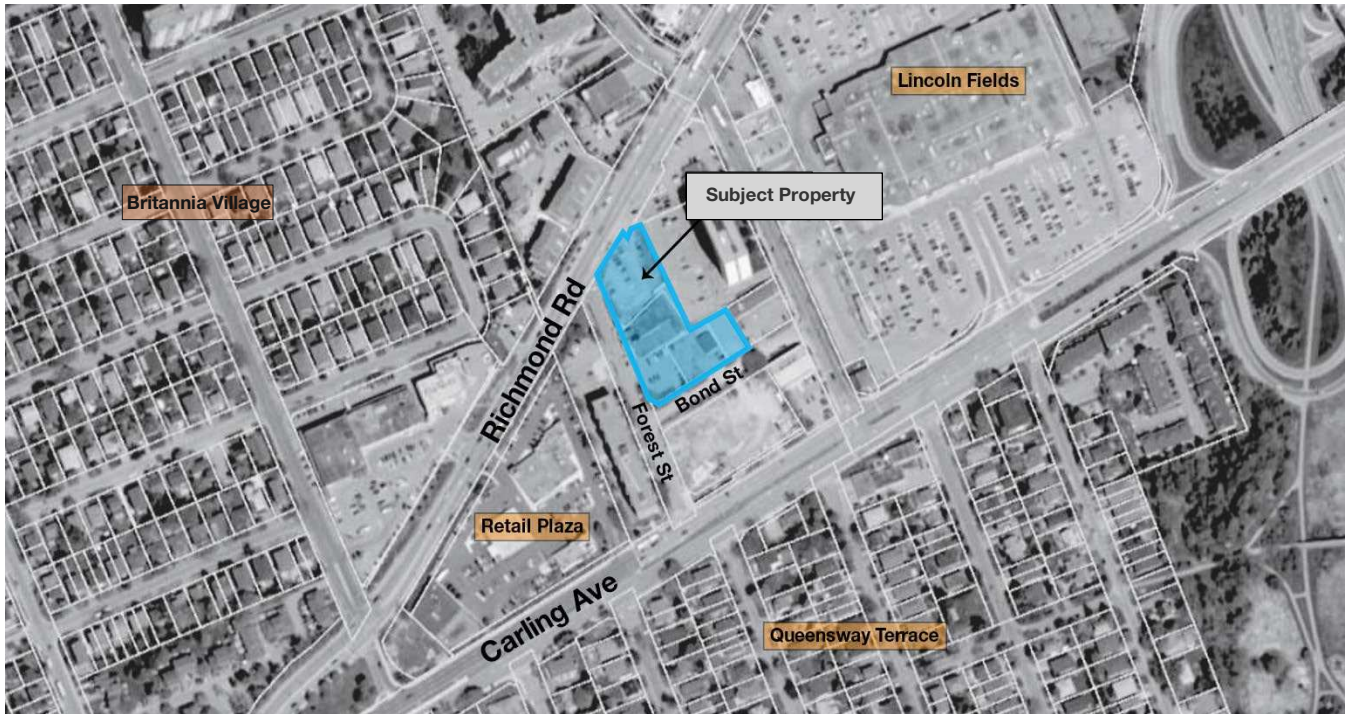 Lincoln Fields
Subject Property
Britannia Village
Richmond Rd
Bond St
Forest St
Retail Plaza
Carling Ave
Queensway Terrace